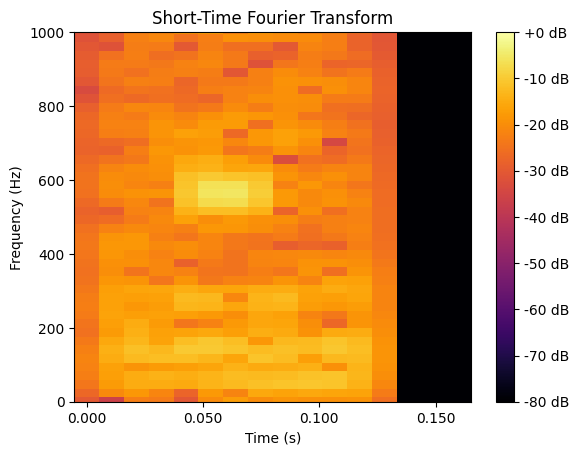 Short-Time Fourier Transform
1000
800
600
400
200
0
Frequency (Hz)
0.000
0.050
0.100
0.150
Time (s)
+0 dB
-10 dB
-20 dB
-30 dB
-40 dB
-50 dB
-60 dB
-70 dB
-80 dB